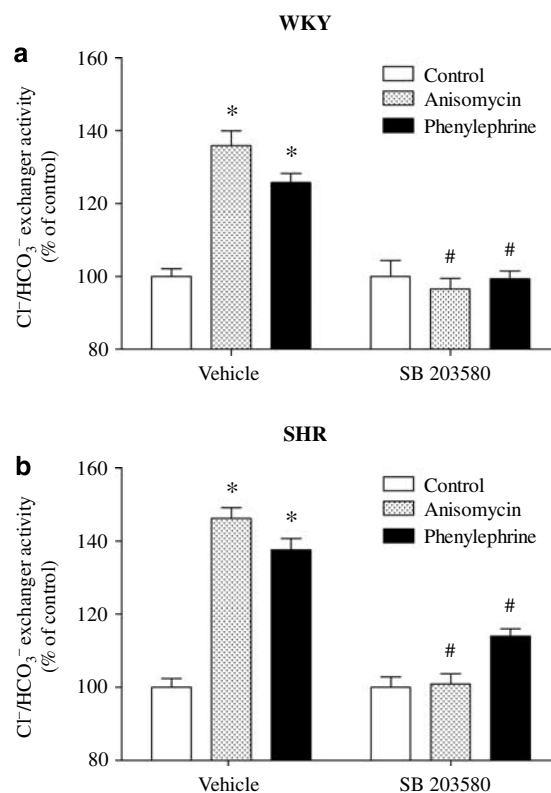 WKY
a
160
140
120
100
80
Cl⁻/HCO₃⁻ exchanger activity
(% of control)
Control
Anisomycin
Phenylephrine
*
*
#
#
Vehicle
SB 203580
SHR
b
160
140
120
100
80
Cl⁻/HCO₃⁻ exchanger activity
(% of control)
Control
Anisomycin
Phenylephrine
*
*
#
#
Vehicle
SB 203580